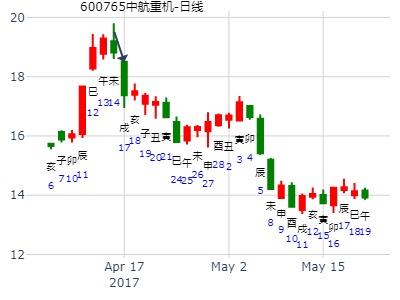 600765中航重机-日线
20
18
16
14
12
亥
6
子
7
卯
10
辰
11
巳
12
午
13
未
14
戌
17
亥
18
子
19
丑
20
寅
21
巳
24
午
25
未
26
申
27
酉
28
丑
2
寅
3
卯
4
辰
5
未
8
申
9
酉
10
戌
11
亥
12
寅
15
卯
16
辰
17
巳
18
午
19
Apr 17
2017
May 2
May 15